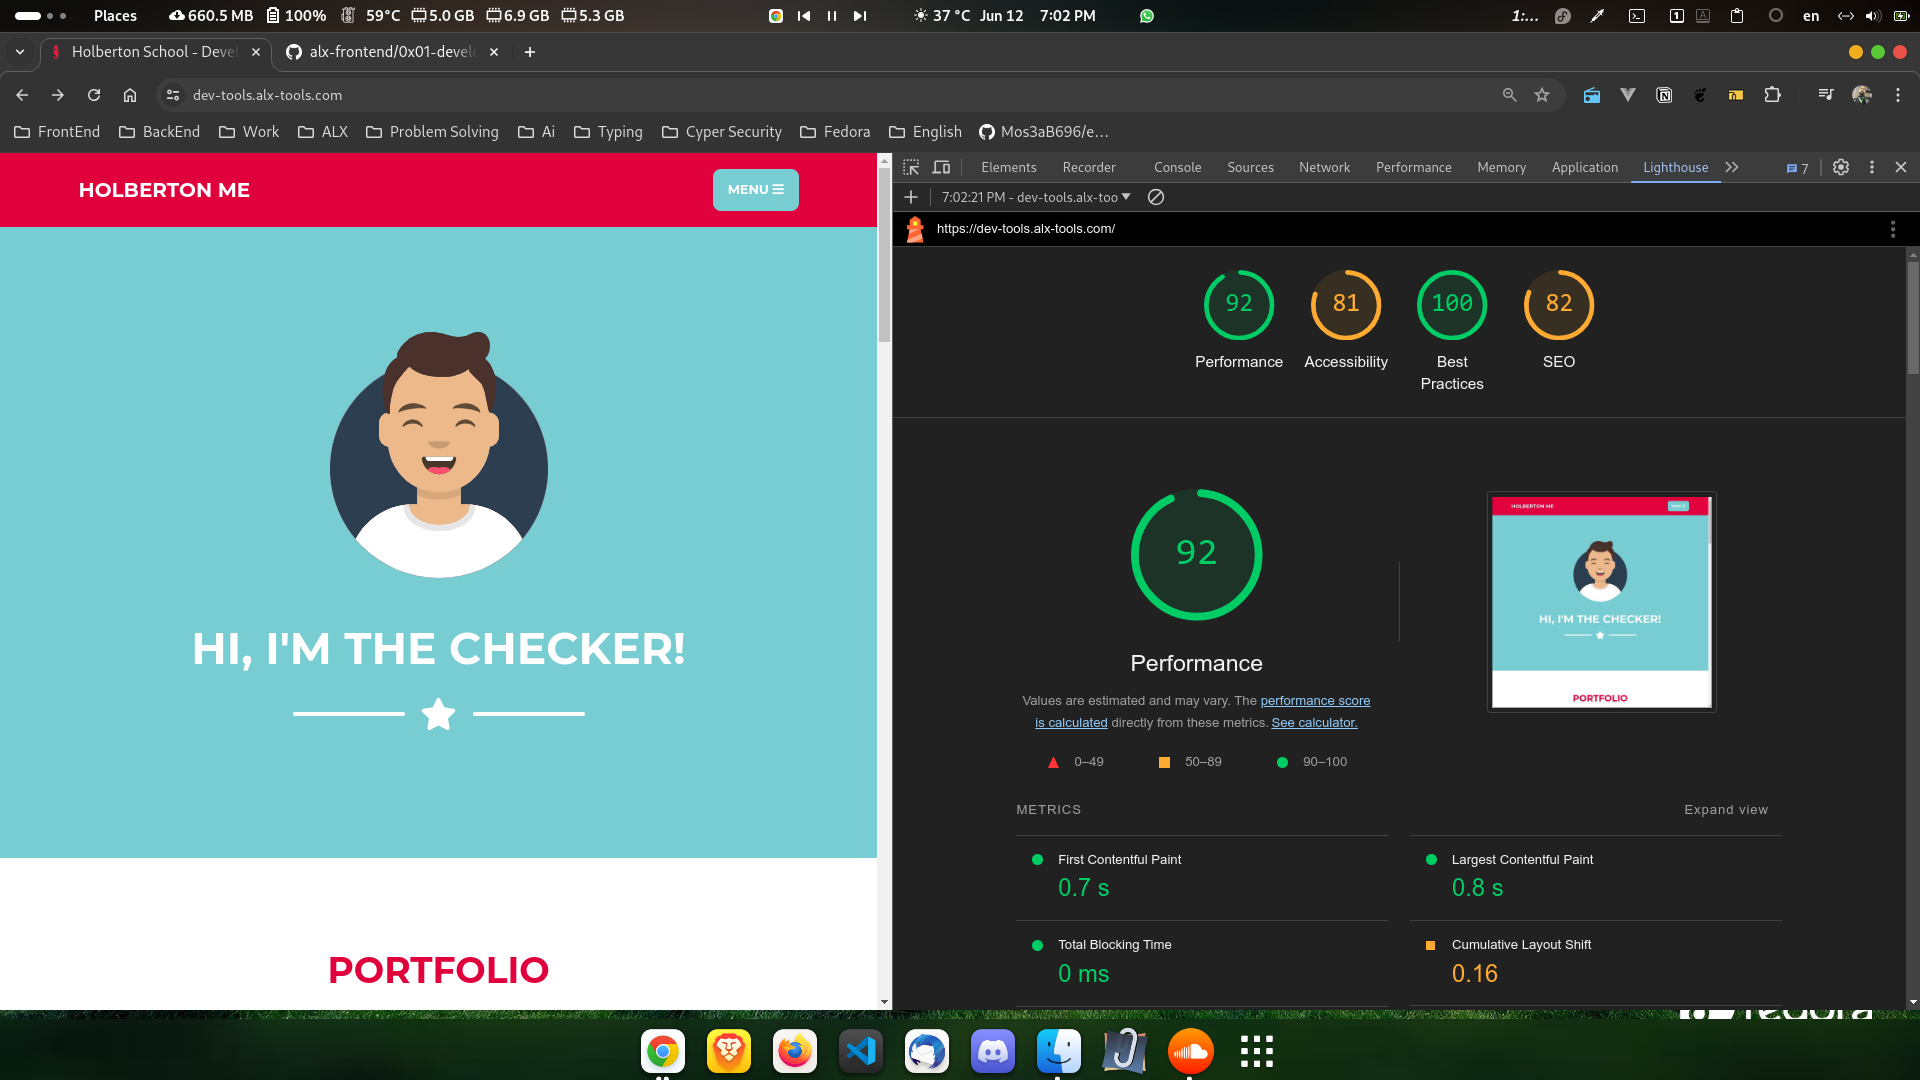 Places 660.5 MB 100% 59°C 5.0 GB 6.9 GB 5.3 GB 37 °C Jun 12 7:02 PM 1:... 1 A en
Holberton School - Deve alx-frontend/0x01-devel
dev-tools.alx-tools.com
FrontEnd BackEnd Work ALX Problem Solving Ai Typing Cyper Security Fedora English Mos3aB696/e...
HOLBERTON ME
MENU
HI, I'M THE CHECKER!
PORTFOLIO
Elements Recorder Console Sources Network Performance Memory Application Lighthouse 7
7:02:21 PM - dev-tools.alx-too
https://dev-tools.alx-tools.com/
92 81 100 82
Performance Accessibility Best Practices SEO
92
Performance
Values are estimated and may vary. The performance score
is calculated directly from these metrics. See calculator.
0–49 50–89 90–100
HOLBERTON ME
HI, I'M THE CHECKER!
PORTFOLIO
METRICS Expand view
First Contentful Paint Largest Contentful Paint
0.7 s 0.8 s
Total Blocking Time Cumulative Layout Shift
0 ms 0.16